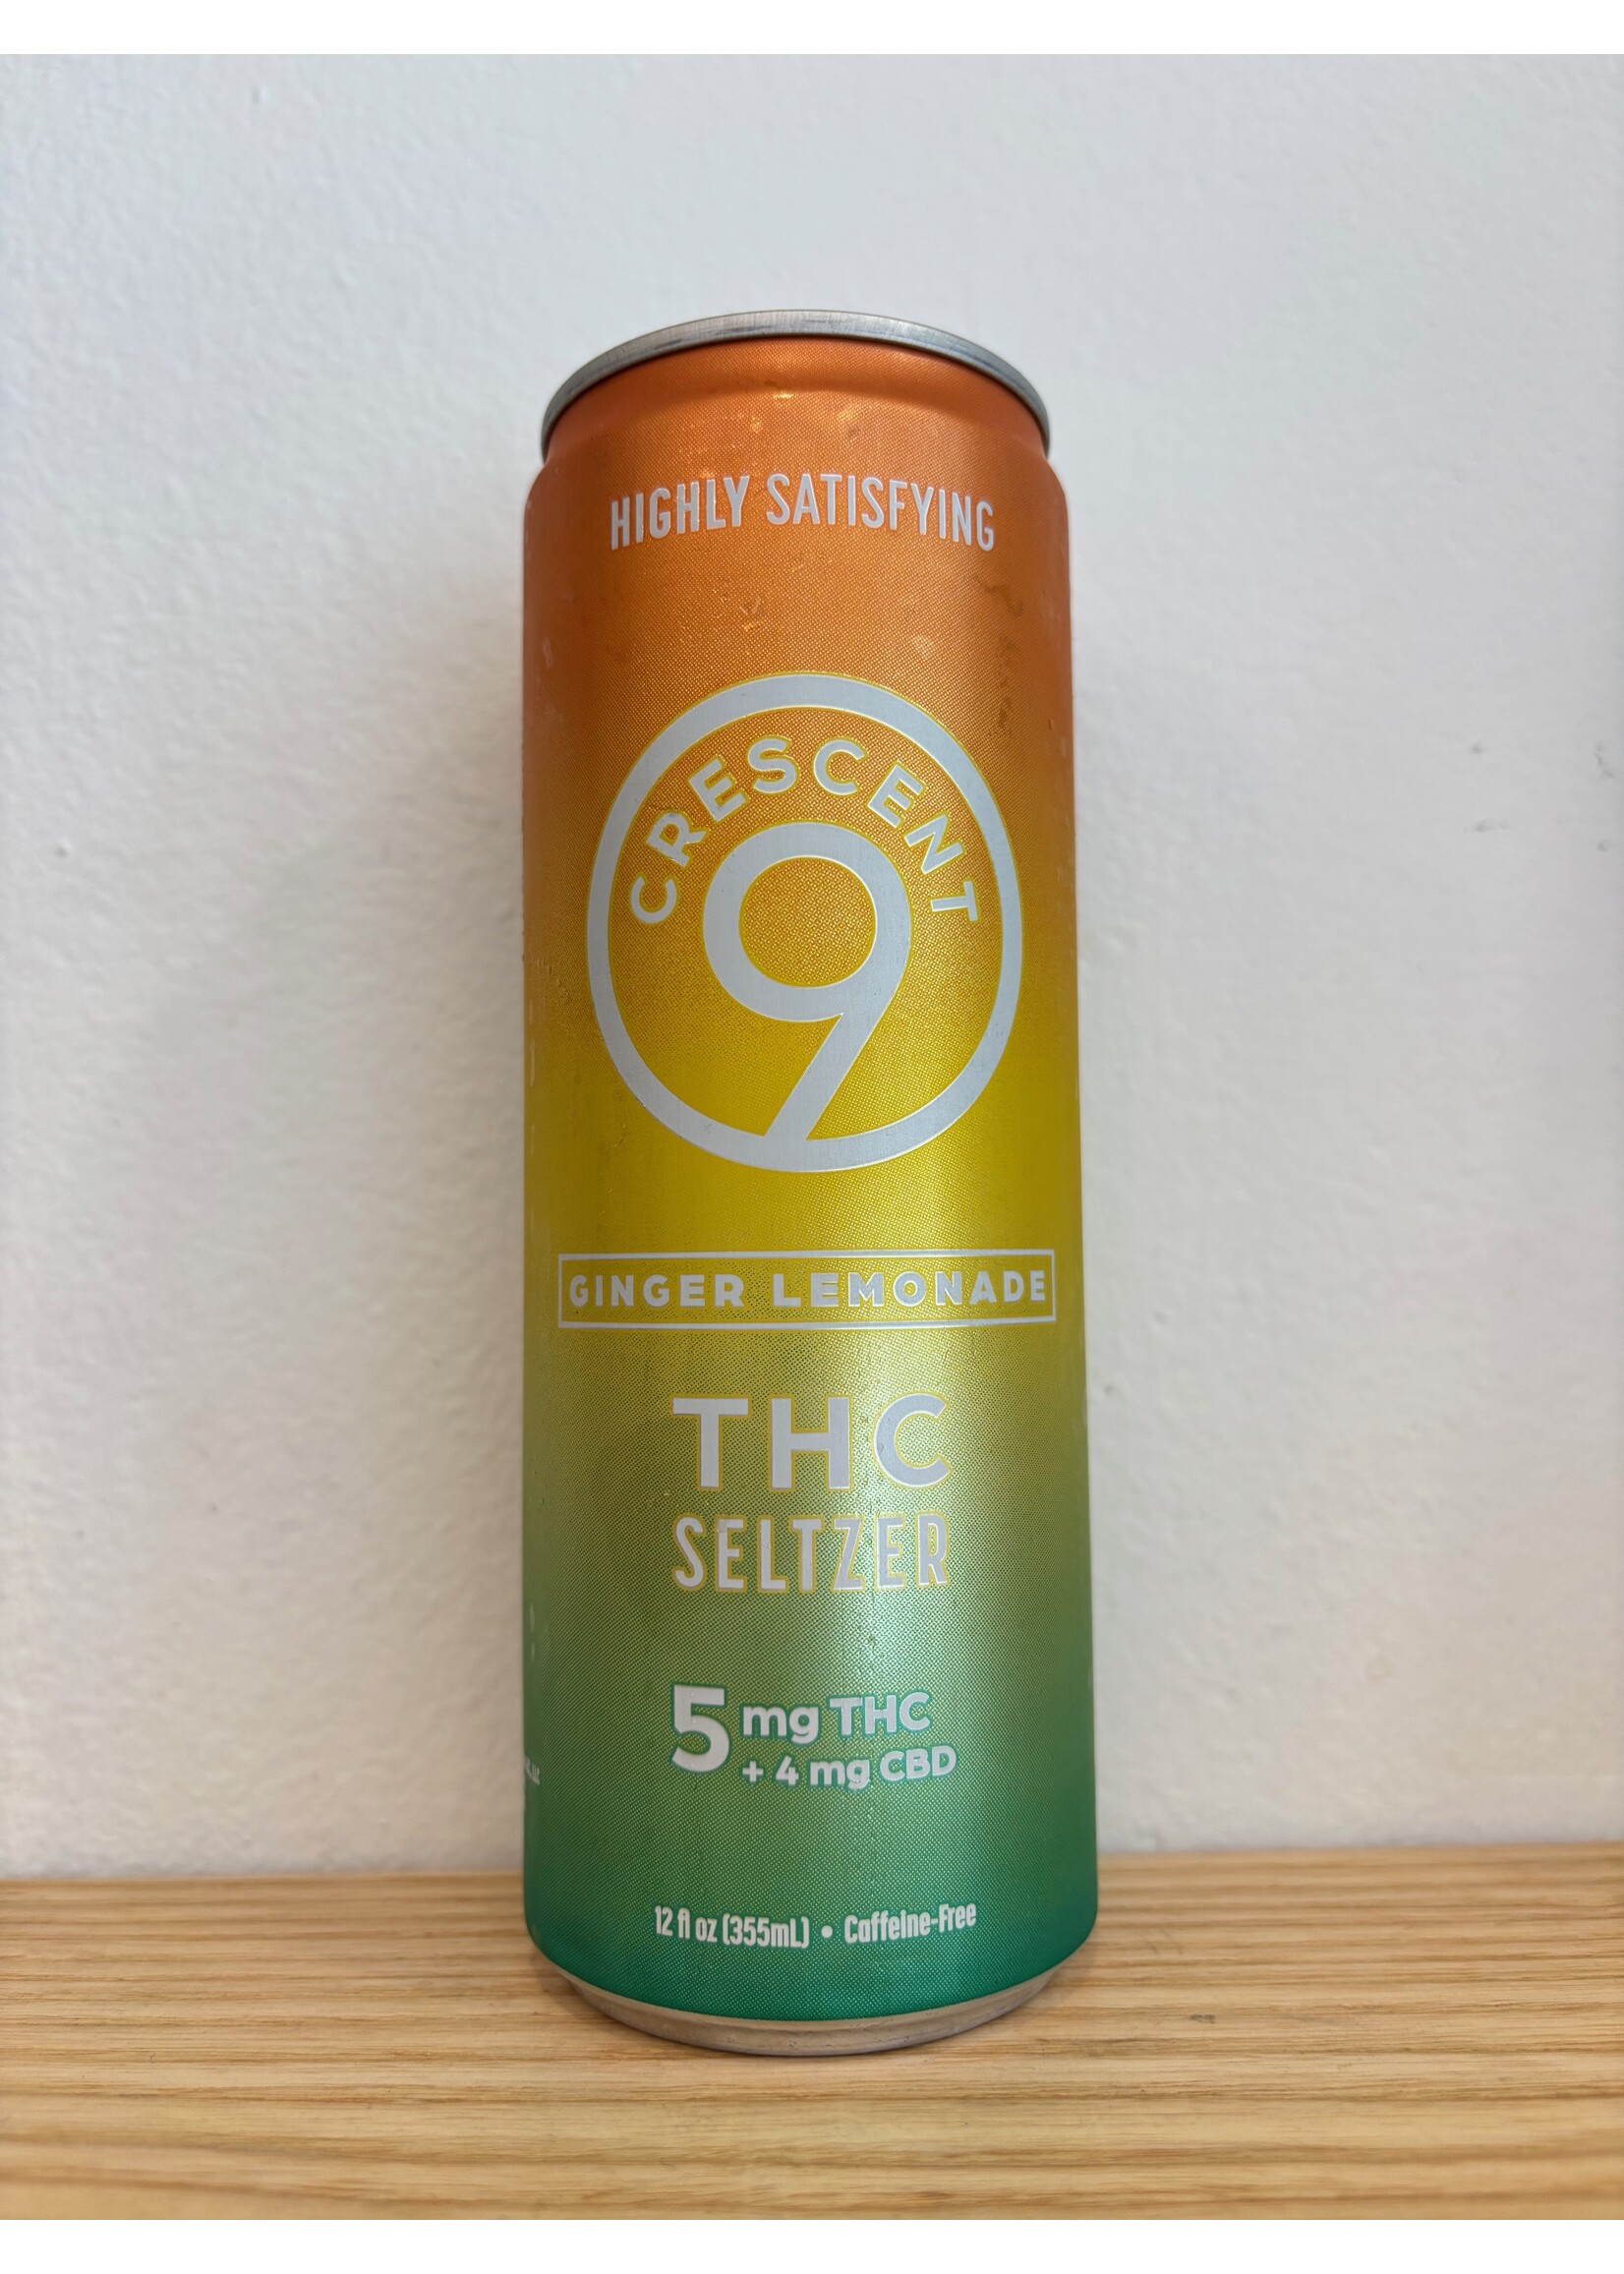 HIGHLY SATISFYING
CRESCENT
9
GINGER LEMONADE
THC
SELTZER
5 mg THC
+ 4 mg CBD
12 fl oz (355mL) • Caffeine-Free